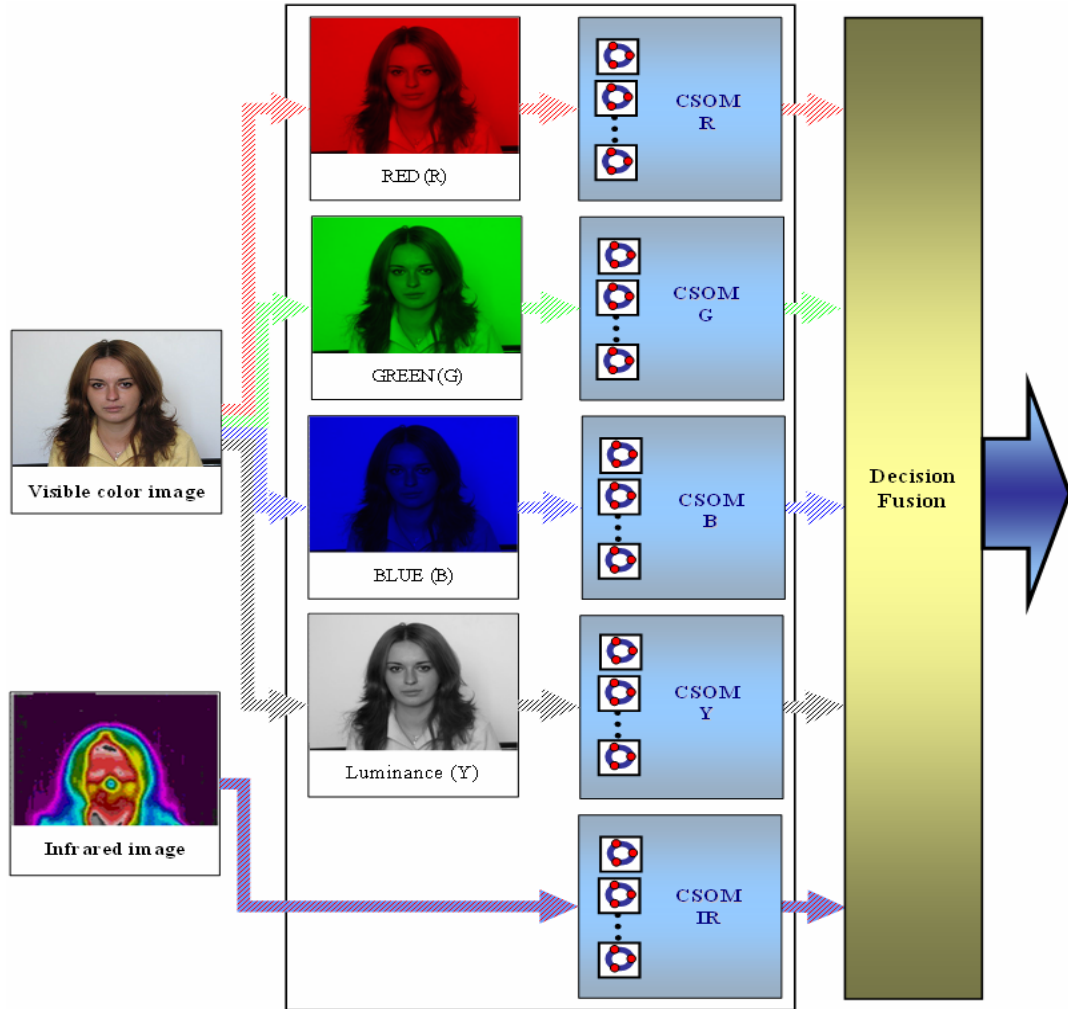 RED (R)
CSOM
R
GREEN (G)
CSOM
G
Visible color image
BLUE (B)
CSOM
B
Decision
Fusion
Luminance (Y)
CSOM
Y
Infrared image
CSOM
IR